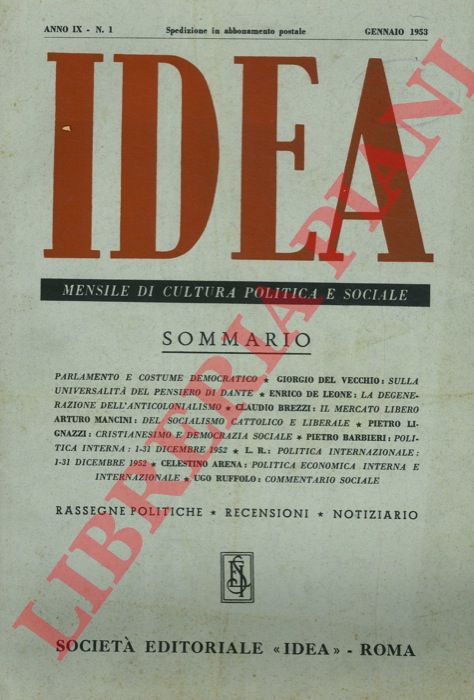 ANNO IX - N. 1 Spedizione in abbonamento postale GENNAIO 1953
IDEA
MENSILE DI CULTURA POLITICA E SOCIALE
SOMMARIO
PARLAMENTO E COSTUME DEMOCRATICO ★ GIORGIO DEL VECCHIO: SULLA
UNIVERSALITÀ DEL PENSIERO DI DANTE ★ ENRICO DE LEONE: LA DEGENE-
RAZIONE DELL'ANTICOLONIALISMO ★ CLAUDIO BREZZI: IL MERCATO LIBERO
ARTURO MANCINI: DEL SOCIALISMO CATTOLICO E LIBERALE ★ PIETRO LI-
GNAZZI: CRISTIANESIMO E DEMOCRAZIA SOCIALE ★ PIETRO BARBIERI: POLI-
TICA INTERNA: 1-31 DICEMBRE 1952 ★ L. R.: POLITICA INTERNAZIONALE:
1-31 DICEMBRE 1952 ★ CELESTINO ARENA: POLITICA ECONOMICA INTERNA E
INTERNAZIONALE ★ UGO RUFFOLO: COMMENTARIO SOCIALE
RASSEGNE POLITICHE ★ RECENSIONI ★ NOTIZIARIO
SOCIETÀ EDITORIALE «IDEA» - ROMA
LIBRERIA PIANI